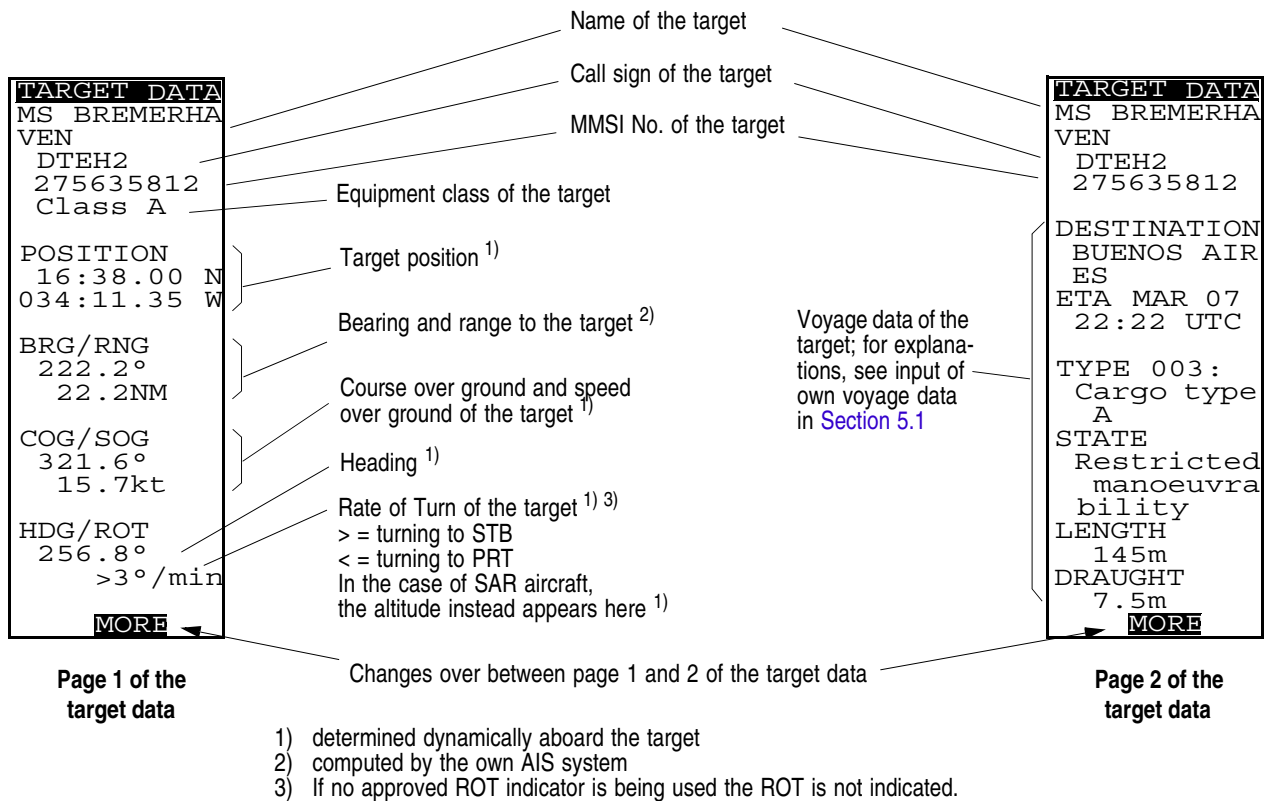 TARGET DATA
MS BREMERHA
VEN
DTEH2
275635812
Class A
POSITION
16:38.00 N
034:11.35 W
BRG/RNG
222.2°
22.2NM
COG/SOG
321.6°
15.7kt
HDG/ROT
256.8°
>3°/min
MORE
Page 1 of the
target data
Name of the target
Call sign of the target
MMSI No. of the target
Equipment class of the target
Target position 1)
Bearing and range to the target 2)
Course over ground and speed
over ground of the target 1)
Heading 1)
Rate of Turn of the target 1) 3)
> = turning to STB
< = turning to PRT
In the case of SAR aircraft,
the altitude instead appears here 1)
Changes over between page 1 and 2 of the target data
Voyage data of the
target; for explana-
tions, see input of
own voyage data
in Section 5.1
TARGET DATA
MS BREMERHA
VEN
DTEH2
275635812
DESTINATION
BUENOS AIR
ES
ETA MAR 07
22:22 UTC
TYPE 003:
Cargo type
A
STATE
Restricted
manoeuvra
bility
LENGTH
145m
DRAUGHT
7.5m
MORE
Page 2 of the
target data
1) determined dynamically aboard the target
2) computed by the own AIS system
3) If no approved ROT indicator is being used the ROT is not indicated.